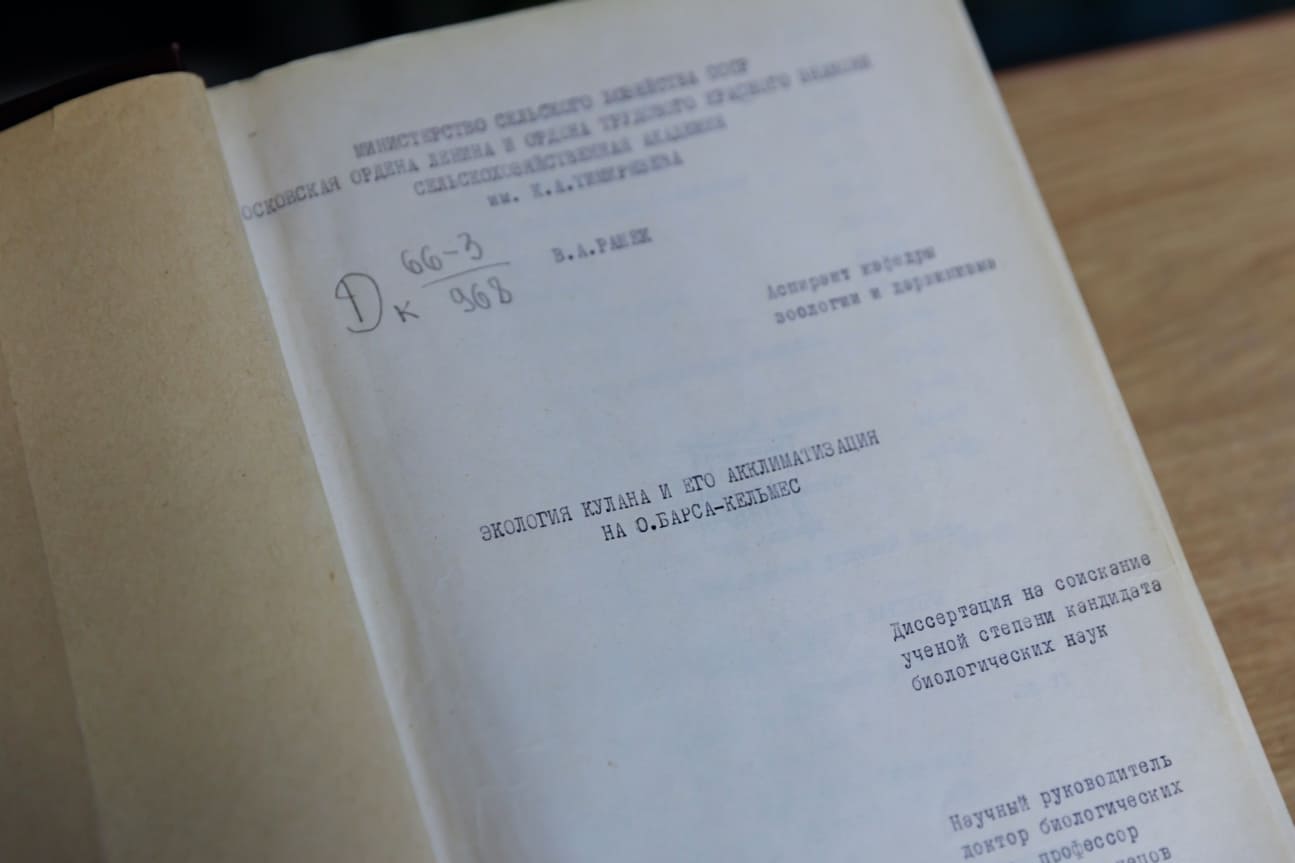 МИНИСТЕРСТВО СЕЛЬСКОГО ХОЗЯЙСТВА СССР
ОСКОВСКАЯ ОРДЕНА ЛЕНИНА И ОРДЕНА ТРУДОВОГО КРАСНОГО ЗНАМЕНИ
СЕЛЬСКОХОЗЯЙСТВЕННАЯ АКАДЕМИЯ
им. К.А.ТИМИРЯЗЕВА
Дк 66-3
968
В.А.РАШЕК
Аспирант кафедры
зоологии и дарвинизма
ЭКОЛОГИЯ КУЛАНА И ЕГО АККЛИМАТИЗАЦИЯ
НА О.БАРСА-КЕЛЬМЕС
Диссертация на соискание
ученой степени кандидата
биологических наук
Научный руководитель
доктор биологических
профессор